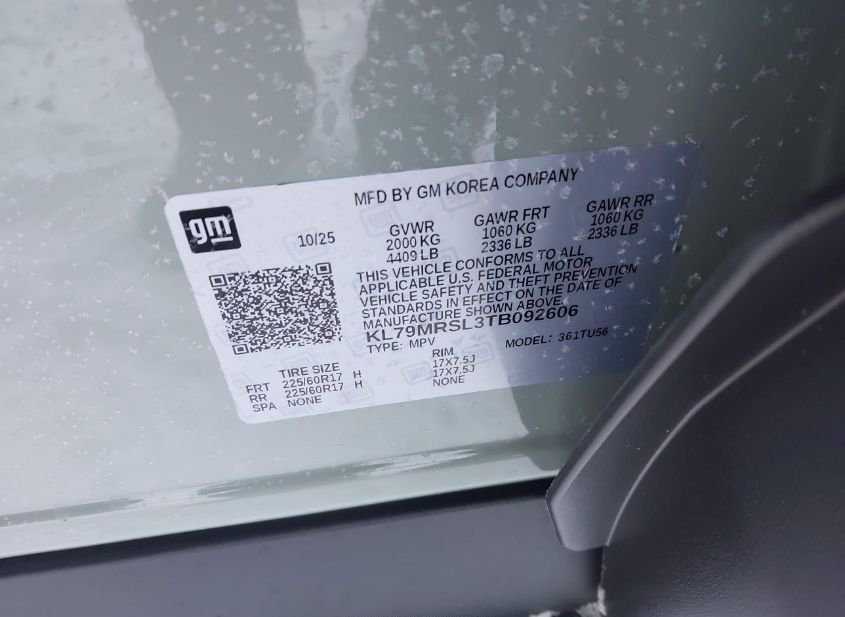 MFD BY GM KOREA COMPANY
gm
10/25
GVWR GAWR FRT GAWR RR
2000 KG 1060 KG 1060 KG
4409 LB 2336 LB 2336 LB
THIS VEHICLE CONFORMS TO ALL
APPLICABLE U.S. FEDERAL MOTOR
VEHICLE SAFETY AND THEFT PREVENTION
STANDARDS IN EFFECT ON THE DATE OF
MANUFACTURE SHOWN ABOVE.
KL79MRSL3TB092606
TYPE: MPV MODEL: 361TU56
TIRE SIZE RIM
FRT 225/60R17 H 17X7.5J
RR 225/60R17 H 17X7.5J
SPA NONE NONE